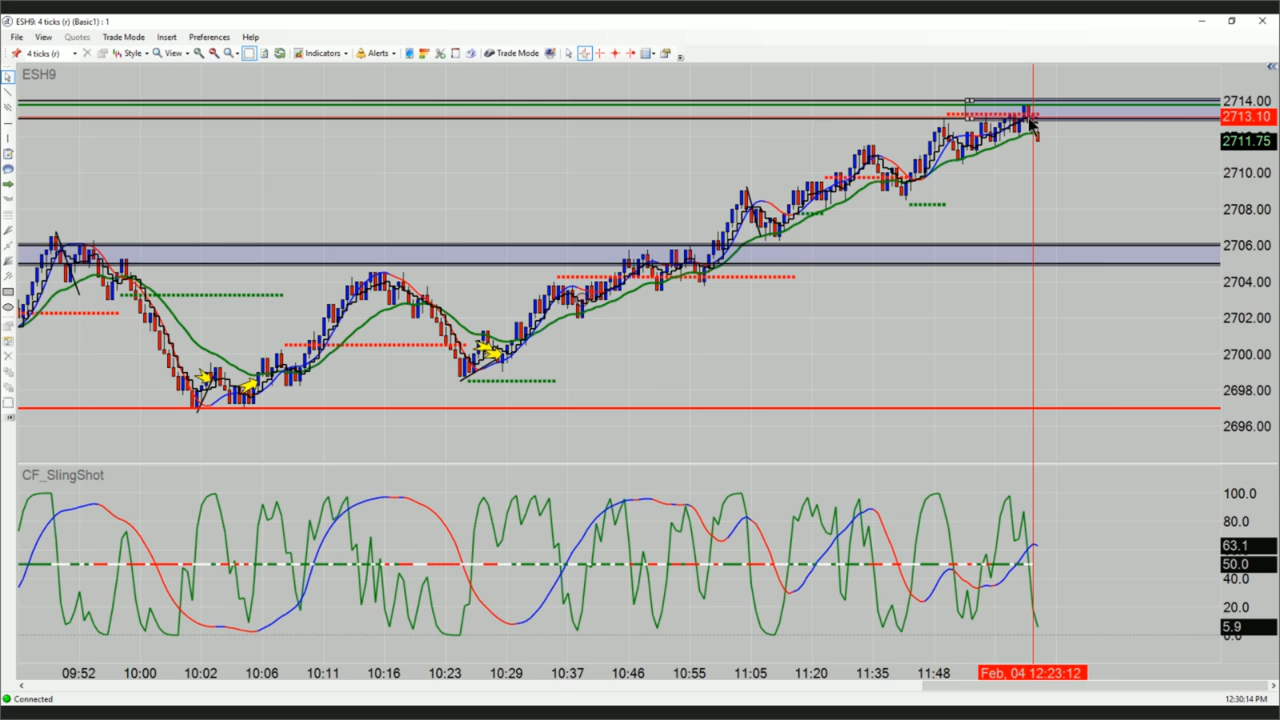 ESH9: 4 ticks (r) (Basic1) : 1
File View Quotes Trade Mode Insert Preferences Help
4 ticks (r) Style View Indicators Alerts Trade Mode
ESH9
2714.00
2713.10
2711.75
2710.00
2708.00
2706.00
2704.00
2702.00
2700.00
2698.00
2696.00
CF_SlingShot
100.0
80.0
63.1
50.0
40.0
20.0
5.9
09:52 10:00 10:02 10:06 10:11 10:16 10:23 10:29 10:37 10:46 10:55 11:05 11:20 11:35 11:48 Feb, 04 12:23:12
Connected 12:30:14 PM